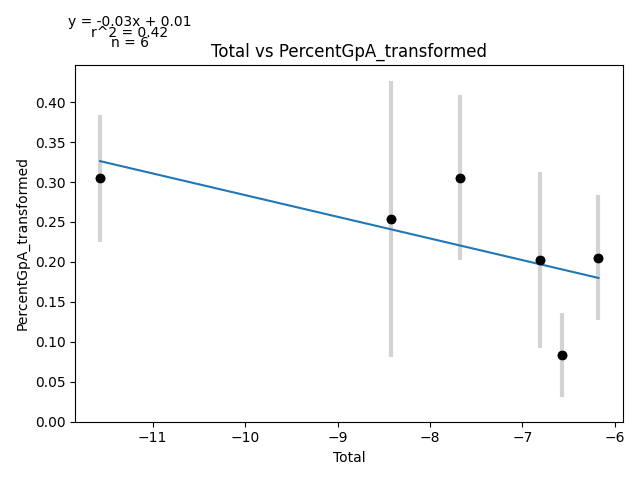 y = -0.03x + 0.01
r^2 = 0.42
n = 6
Total vs PercentGpA_transformed
PercentGpA_transformed
0.40
0.35
0.30
0.25
0.20
0.15
0.10
0.05
0.00
−11
−10
−9
−8
−7
−6
Total